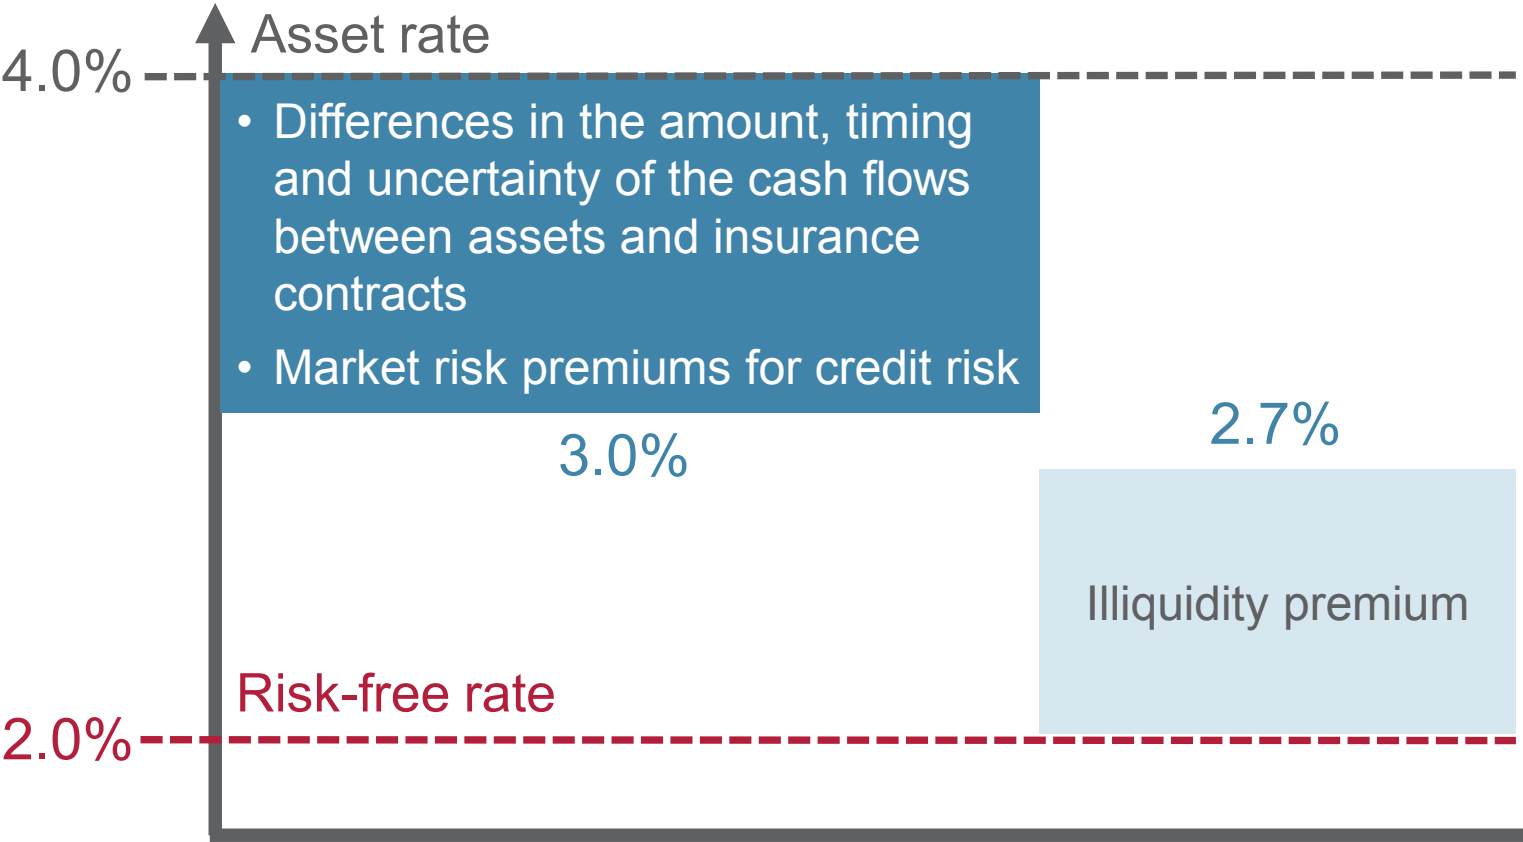 Asset rate
4.0%
• Differences in the amount, timing
and uncertainty of the cash flows
between assets and insurance
contracts
• Market risk premiums for credit risk
3.0%
2.7%
Illiquidity premium
Risk-free rate
2.0%